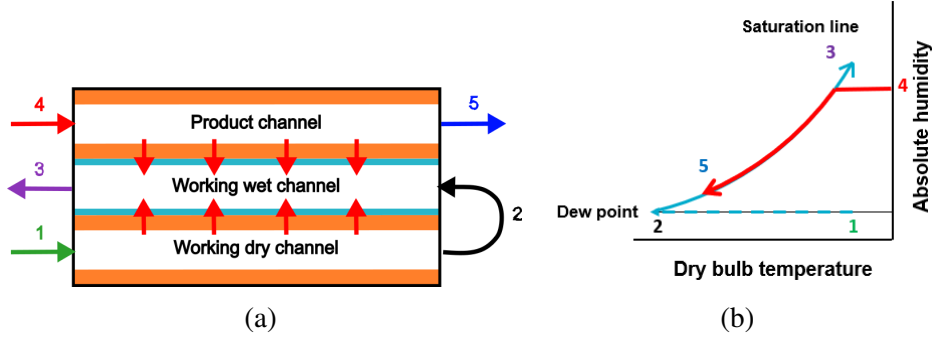 4
Product channel
5
3
Working wet channel
2
1
Working dry channel
(a)
Saturation line
3
4
5
Dew point
2
1
Dry bulb temperature
Absolute humidity
(b)